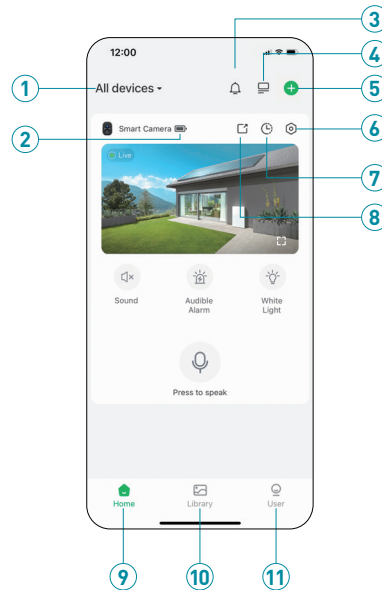 3
12:00
4
1
All devices
5
2
Smart Camera
6
Live
7
8
Sound
Audible
Alarm
White
Light
Press to speak
Home
Library
User
9
10
11